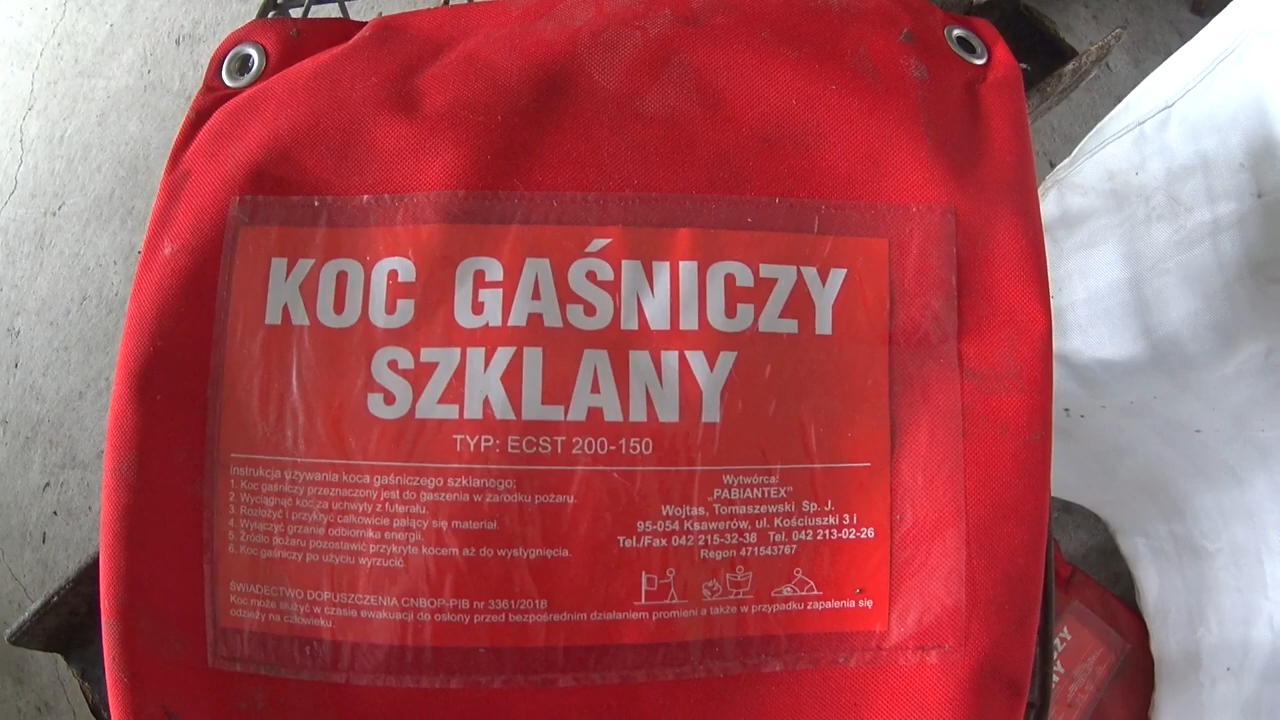 KOC GAŚNICZY
SZKLANY
TYP: ECST 200-150
Instrukcja używania koca gaśniczego szklanego:
1. Koc gaśniczy przeznaczony jest do gaszenia w zarodku pożaru.
2. Wyciągnąć koc za uchwyty z futerału.
3. Rozłożyć i przykryć całkowicie palący się materiał.
4. Wyłączyć grzanie odbiornika energii.
5. Źródło pożaru pozostawić przykryte kocem aż do wystygnięcia.
6. Koc gaśniczy po użyciu wyrzucić.
Wytwórca:
„PABIANTEX"
Wojtas, Tomaszewski Sp. J.
95-054 Ksawerów, ul. Kościuszki 3 i
Tel./Fax 042 215-32-38 Tel. 042 213-02-26
Regon 471543767
ŚWIADECTWO DOPUSZCZENIA CNBOP-PIB nr 3361/2018
Koc może służyć w czasie ewakuacji do osłony przed bezpośrednim działaniem promieni a także w przypadku zapalenia się
odzieży na człowieku.